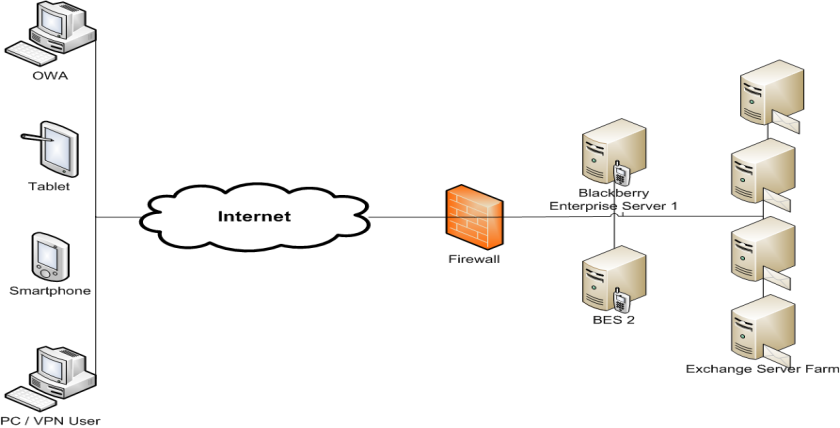 OWA
Tablet
Smartphone
PC / VPN User
Internet
Firewall
Blackberry
Enterprise Server 1
BES 2
Exchange Server Farm